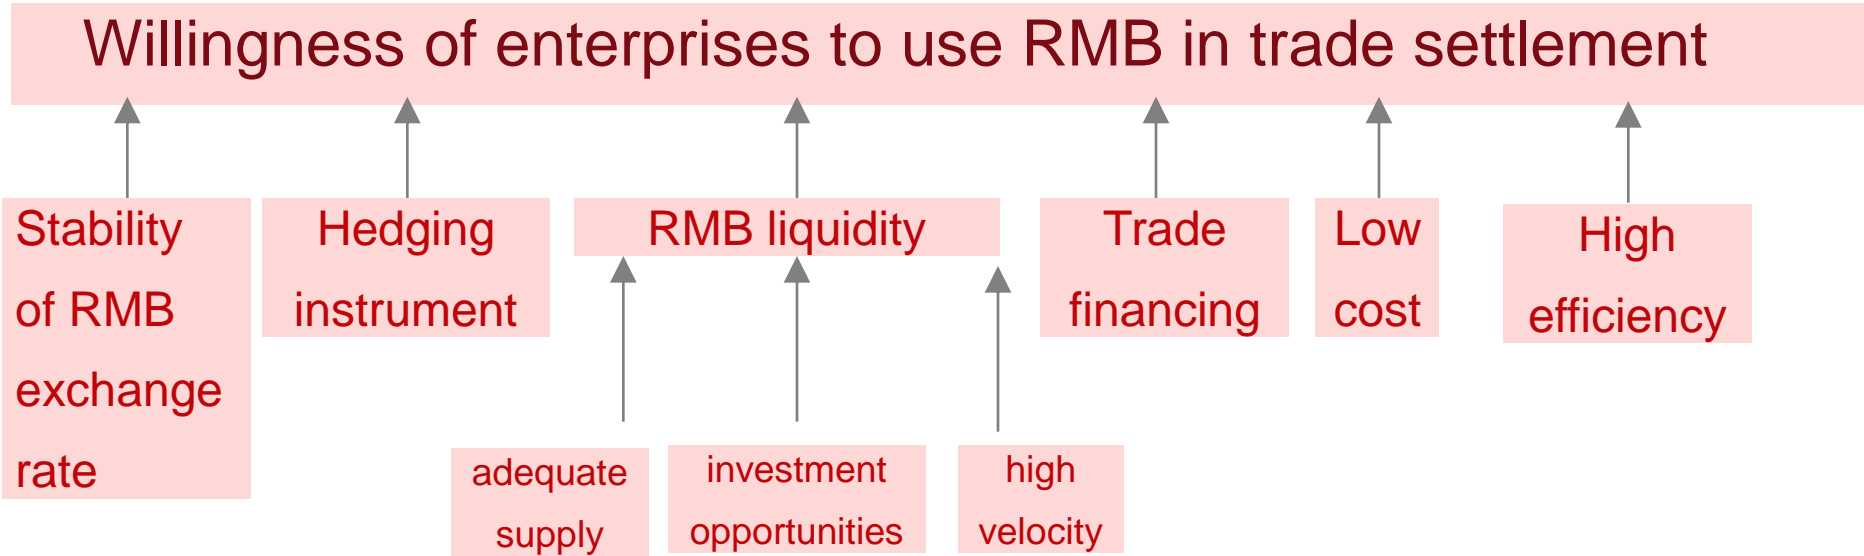 Willingness of enterprises to use RMB in trade settlement
Stability
of RMB
exchange
rate
Hedging
instrument
RMB liquidity
Trade
financing
Low
cost
High
efficiency
adequate
supply
investment
opportunities
high
velocity